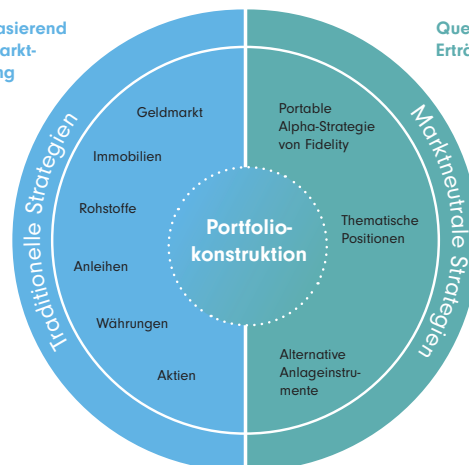 asierend
arkt-
ng
Que
Erträ
Traditionelle Strategien
Geldmarkt
Immobilien
Rohstoffe
Anleihen
Währungen
Aktien
Portfolio-
konstruktion
Portable
Alpha-Strategie
von Fidelity
Thematische
Positionen
Alternative
Anlageinstru-
mente
Marktneutrale Strategien